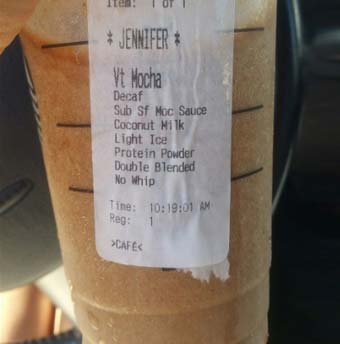 Item: 1 of 1
* JENNIFER *
Vt Mocha
Decaf
Sub Sf Moc Sauce
Coconut Milk
Light Ice
Protein Powder
Double Blended
No Whip
Time: 10:19:01 AM
Reg: 1
>CAFÉ<